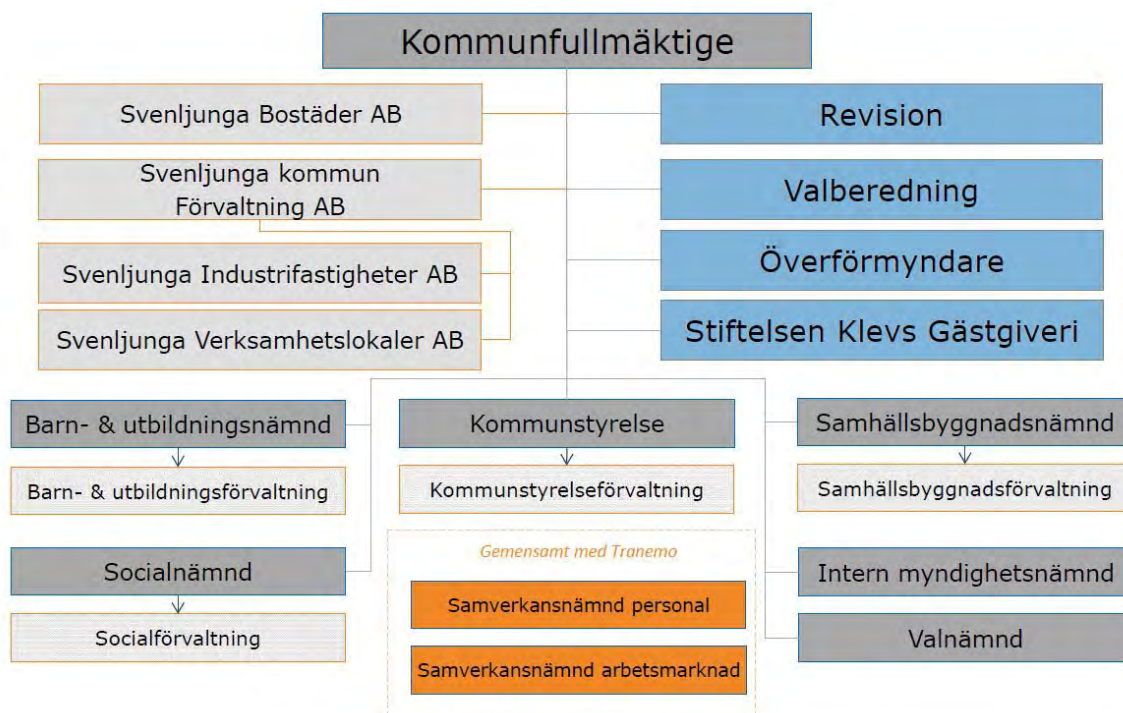 Kommunfullmäktige
Svenljunga Bostäder AB
Revision
Svenljunga kommun
Förvaltning AB
Valberedning
Svenljunga Industrifastigheter AB
Överförmyndare
Svenljunga Verksamhetslokaler AB
Stiftelsen Klevs Gästgiveri
Barn- & utbildningsnämnd
Kommunstyrelse
Samhällsbyggnadsnämnd
Barn- & utbildningsförvaltning
Kommunstyrelseförvaltning
Samhällsbyggnadsförvaltning
Gemensamt med Tranemo
Socialnämnd
Intern myndighetsnämnd
Samverkansnämnd personal
Socialförvaltning
Valnämnd
Samverkansnämnd arbetsmarknad